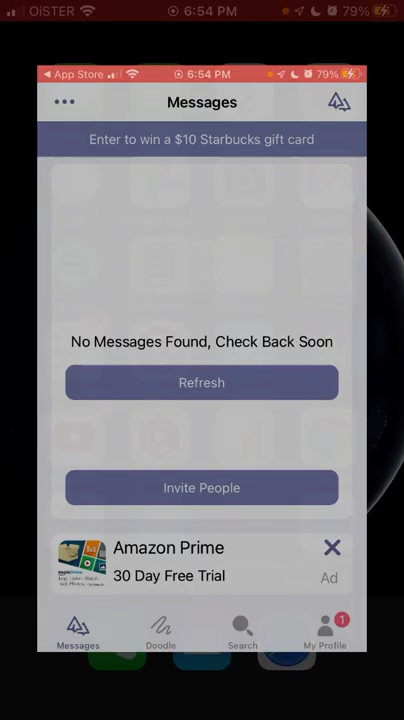 OiSTER 6:54 PM 79%
App Store 6:54 PM 79%
Messages
Enter to win a $10 Starbucks gift card
No Messages Found, Check Back Soon
Refresh
Invite People
Amazon Prime
30 Day Free Trial
Ad
Messages Doodle Search My Profile
1